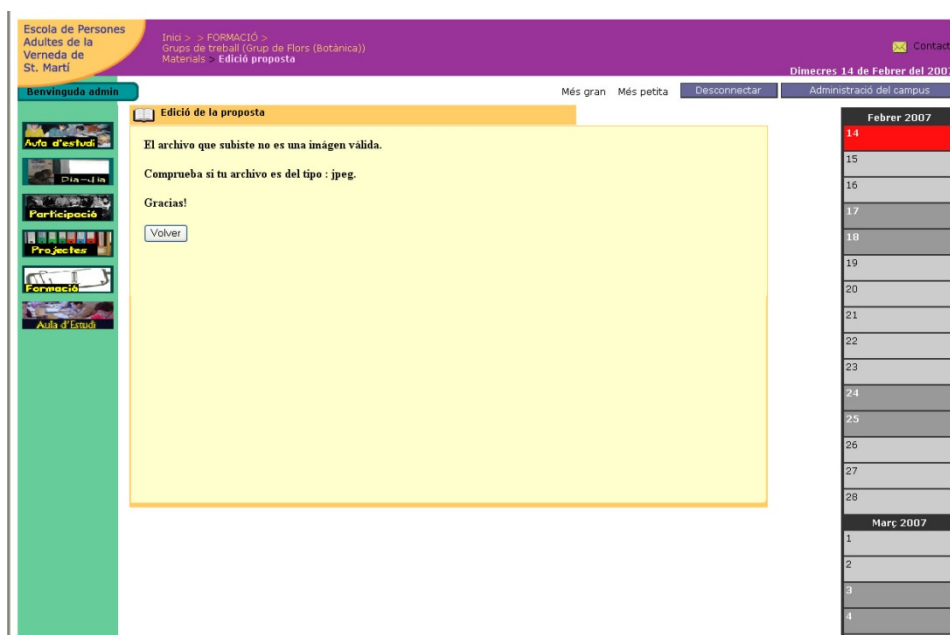 Escola de Persones
Adultes de la
Verneda de
St. Martí
Inici > > FORMACIÓ >
Grups de treball (Grup de Flors (Botànica))
Materials > Edició proposta
Contact
Dimecres 14 de Febrer del 2007
Benvinguda admin
Més gran Més petita Desconnectar Administració del campus
Edició de la proposta
El archivo que subiste no es una imágen válida.
Comprueba si tu archivo es del tipo : jpeg.
Gracias!
Volver
Aula d'estudi
Dia-dia
Participació
Projectes
Formació
Aula d'Estudi
Febrer 2007
14
15
16
17
18
19
20
21
22
23
24
25
26
27
28
Març 2007
1
2
3
4